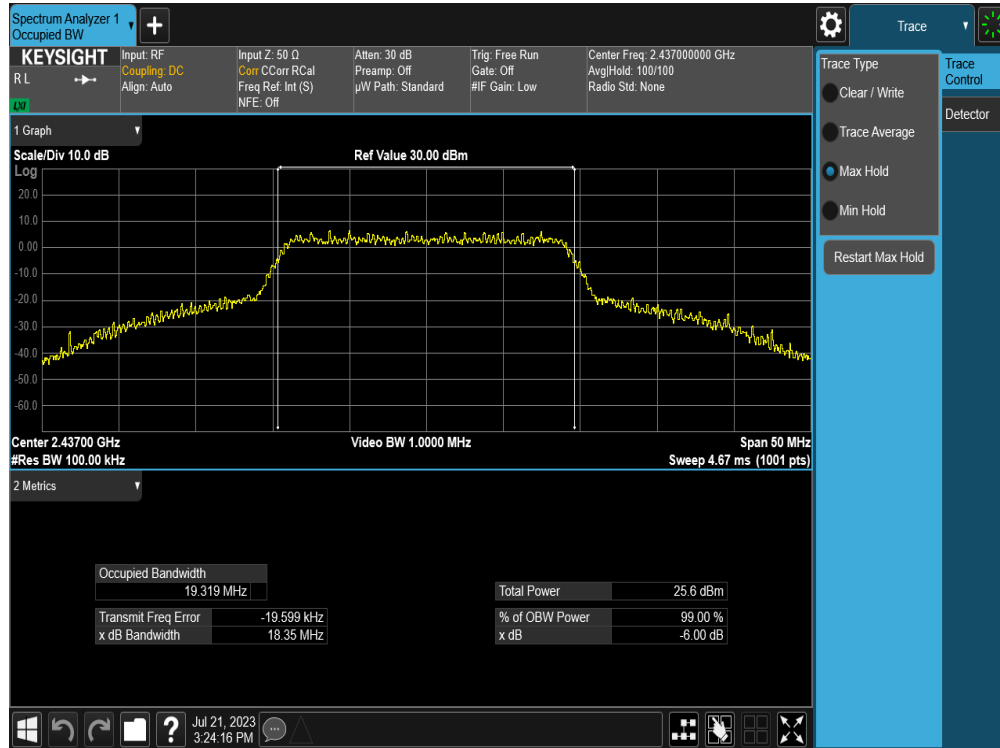 Spectrum Analyzer 1
Occupied BW
Trace
KEYSIGHT
R L
LXI
Input: RF
Coupling: DC
Align: Auto
Input Z: 50 Ω
Corr CCorr RCal
Freq Ref: Int (S)
NFE: Off
Atten: 30 dB
Preamp: Off
µW Path: Standard
Trig: Free Run
Gate: Off
#IF Gain: Low
Center Freq: 2.437000000 GHz
Avg|Hold: 100/100
Radio Std: None
Trace Type
Clear / Write
Trace Average
Max Hold
Min Hold
Restart Max Hold
Trace
Control
Detector
1 Graph
Scale/Div 10.0 dB
Ref Value 30.00 dBm
Log
20.0
10.0
0.00
-10.0
-20.0
-30.0
-40.0
-50.0
-60.0
Center 2.43700 GHz
Video BW 1.0000 MHz
Span 50 MHz
#Res BW 100.00 kHz
Sweep 4.67 ms (1001 pts)
2 Metrics
Occupied Bandwidth
19.319 MHz
Transmit Freq Error -19.599 kHz
x dB Bandwidth 18.35 MHz
Total Power 25.6 dBm
% of OBW Power 99.00 %
x dB -6.00 dB
?
Jul 21, 2023
3:24:16 PM